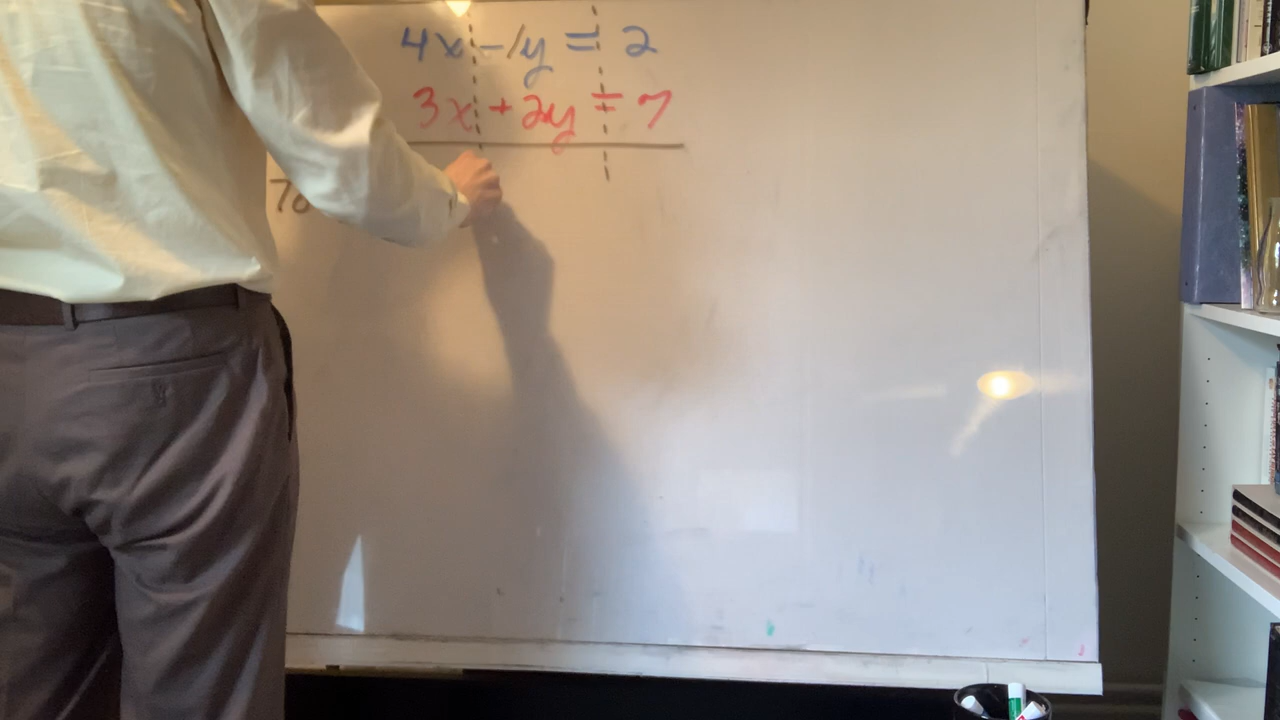 4x - 1y = 2
3x + 2y = 7